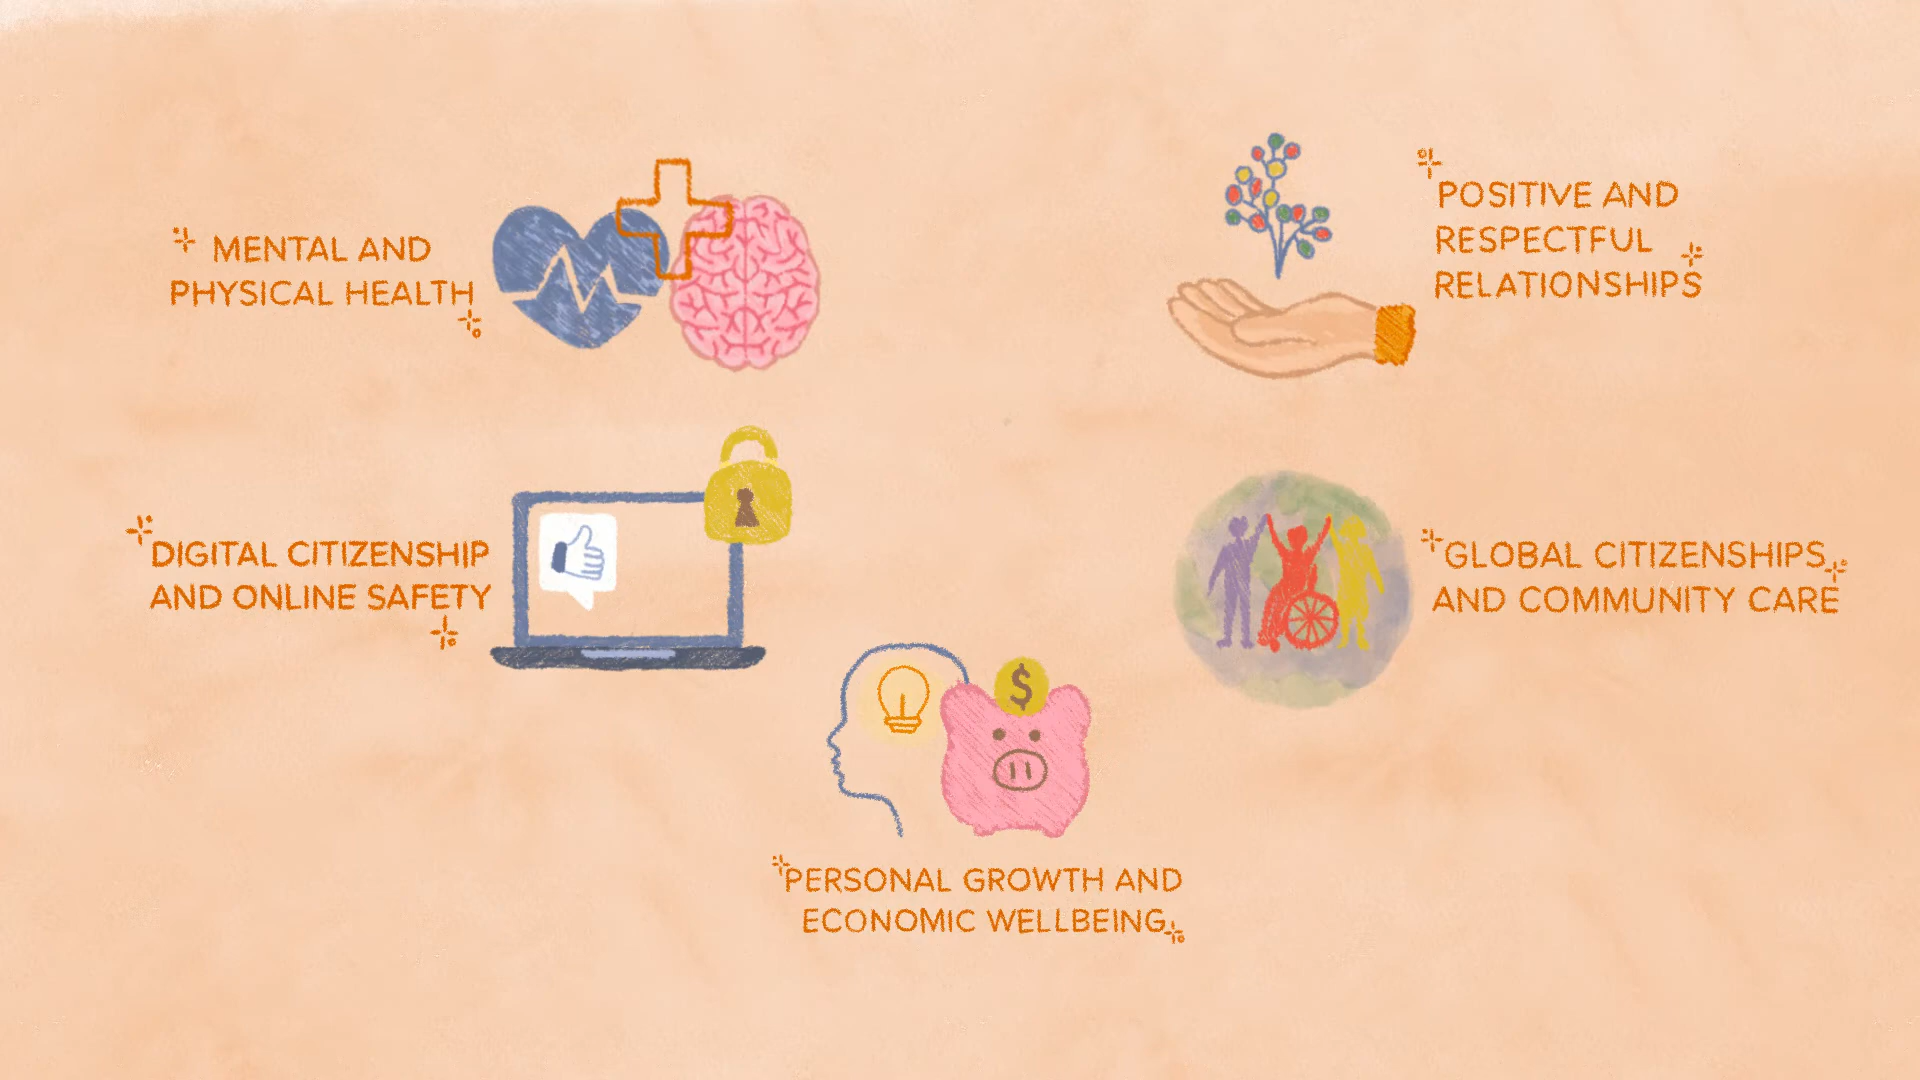 MENTAL AND
PHYSICAL HEALTH
POSITIVE AND
RESPECTFUL
RELATIONSHIPS
DIGITAL CITIZENSHIP
AND ONLINE SAFETY
GLOBAL CITIZENSHIPS
AND COMMUNITY CARE
$
PERSONAL GROWTH AND
ECONOMIC WELLBEING